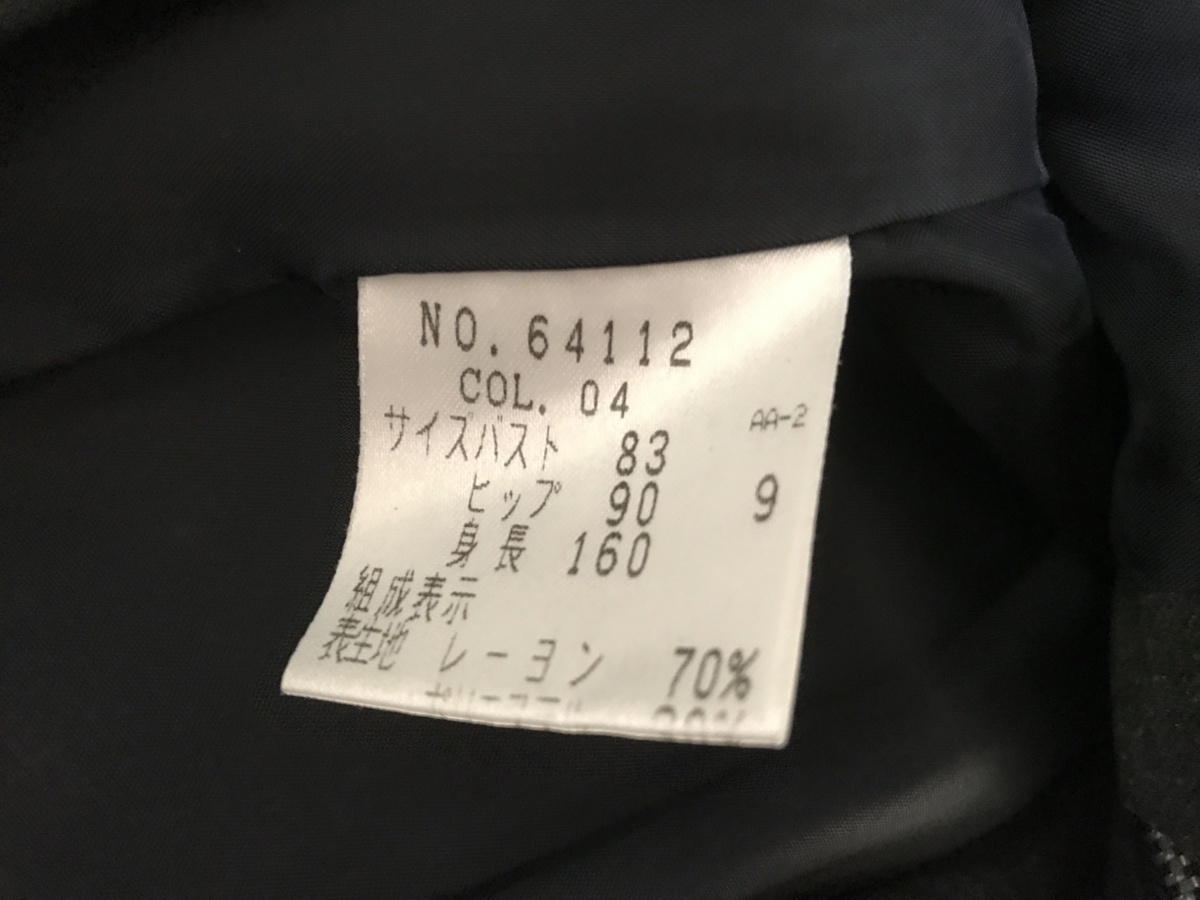 NO. 64112
COL. 04
AA-2
サイズバスト 83
ヒップ 90 9
身長 160
組成表示
表生地 レーヨン 70%